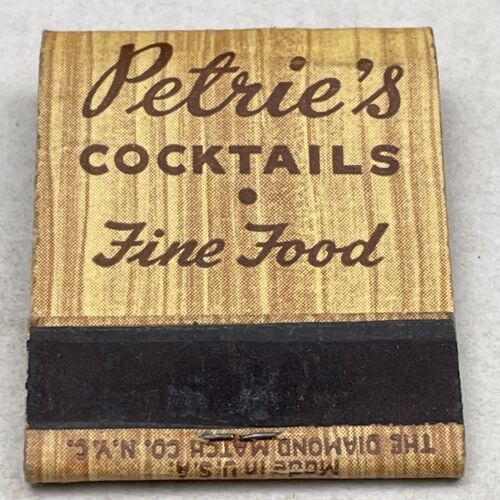 Petrie's
COCKTAILS
•
Fine Food
THE DIAMOND MATCH CO. N.Y.C.
Made in U.S.A.